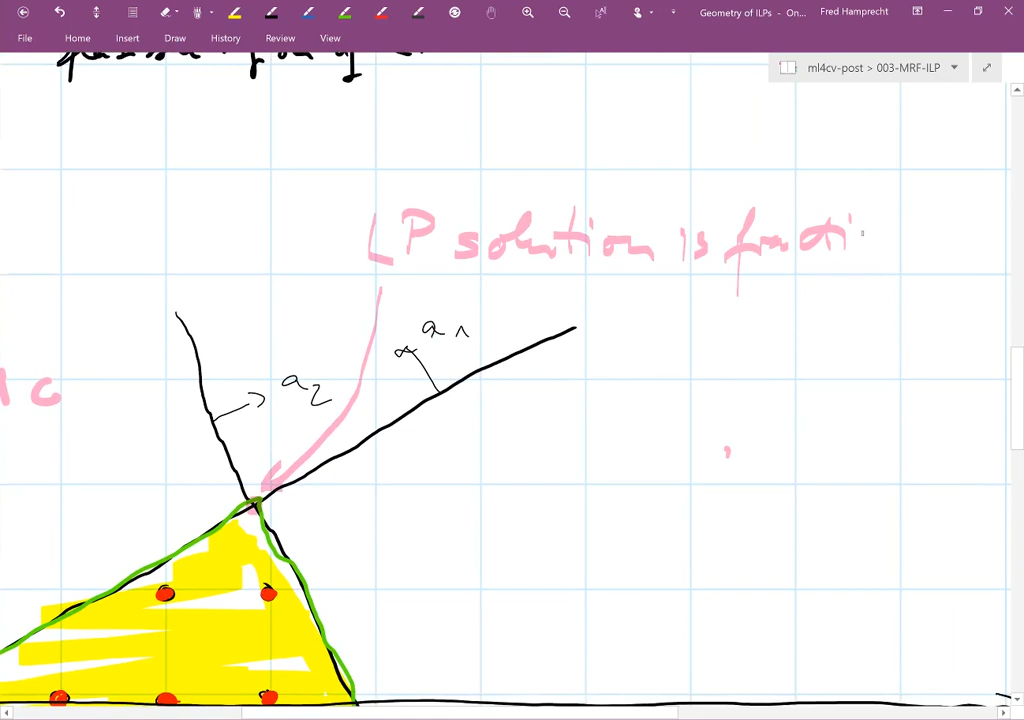 Geometry of ILPs - On... Fred Hamprecht
File Home Insert Draw History Review View
ml4cv-post > 003-MRF-ILP
LP solution is fracti
a1
a2
c